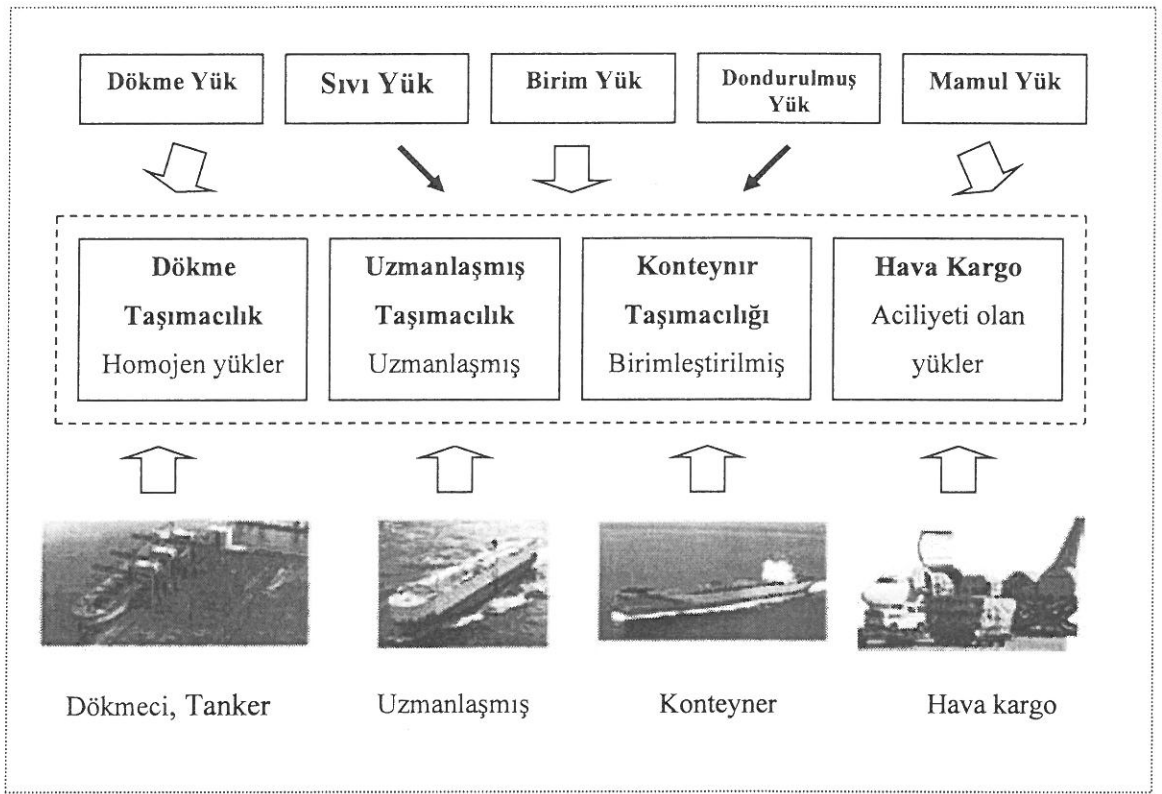 Dökme Yük
Sıvı Yük
Birim Yük
Dondurulmuş
Yük
Mamul Yük
Dökme
Taşımacılık
Homojen yükler
Uzmanlaşmış
Taşımacılık
Uzmanlaşmış
Konteynır
Taşımacılığı
Birimleştirilmiş
Hava Kargo
Aciliyeti olan
yükler
Dökmeci, Tanker
Uzmanlaşmış
Konteyner
Hava kargo